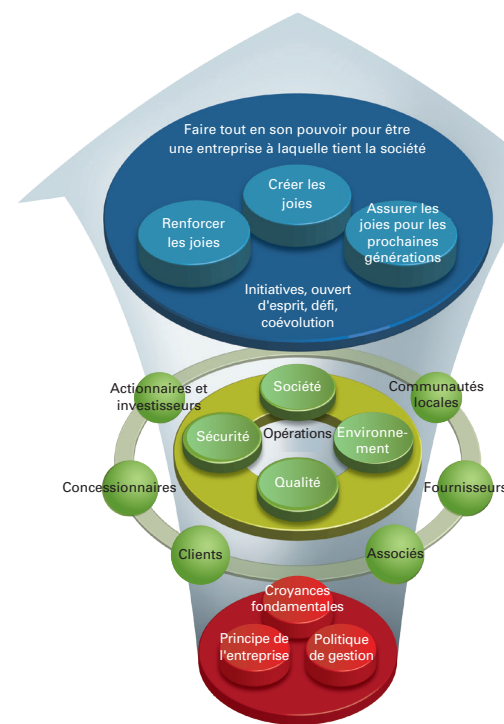 Faire tout en son pouvoir pour être
une entreprise à laquelle tient la société
Créer les
joies
Renforcer
les joies
Assurer les
joies pour les
prochaines
générations
Initiatives, ouvert
d'esprit, défi,
coévolution
Actionnaires et
investisseurs
Société
Communautés
locales
Sécurité
Opérations
Environne-
ment
Concessionnaires
Qualité
Fournisseurs
Clients
Associés
Croyances
fondamentales
Principe de
l'entreprise
Politique
de gestion